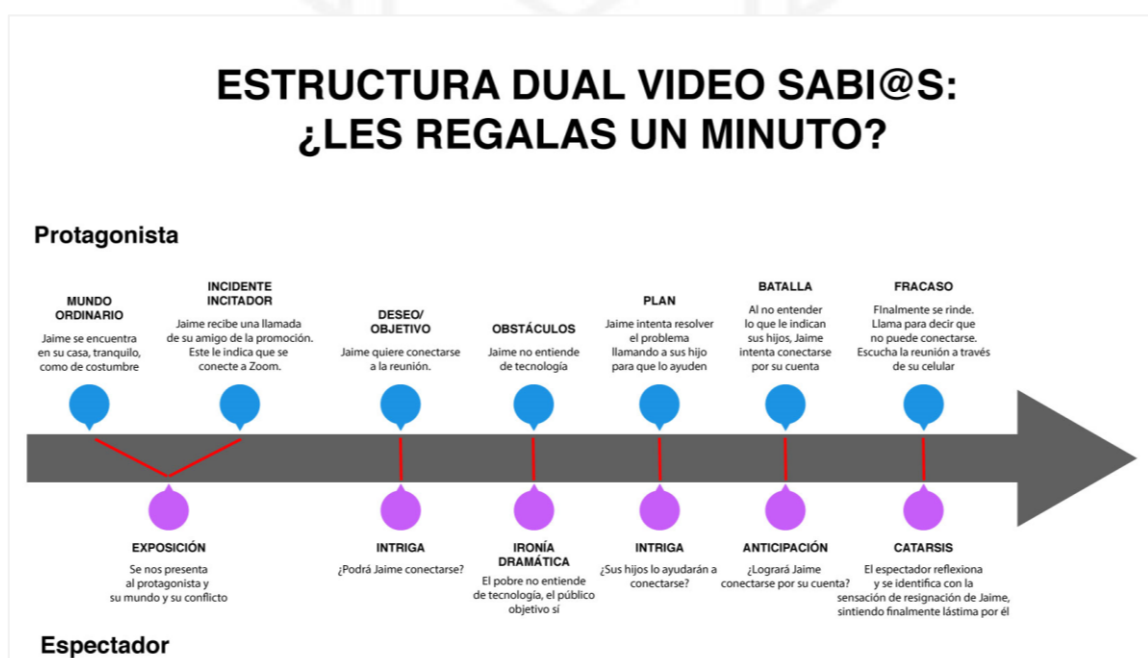 ESTRUCTURA DUAL VIDEO SABI@S:
¿LES REGALAS UN MINUTO?
Protagonista
MUNDO
ORDINARIO
Jaime se encuentra
en su casa, tranquilo,
como de costumbre
INCIDENTE
INCITADOR
Jaime recibe una llamada
de su amigo de la promoción.
Este le indica que se
conecte a Zoom.
DESEO/
OBJETIVO
Jaime quiere conectarse
a la reunión.
OBSTÁCULOS
Jaime no entiende
de tecnología
PLAN
Jaime intenta resolver
el problema
llamando a sus hijo
para que lo ayuden
BATALLA
Al no entender
lo que le indican
sus hijos, Jaime
intenta conectarse
por su cuenta
FRACASO
FInalmente se rinde.
Llama para decir que
no puede conectarse.
Escucha la reunión a través
de su celular
EXPOSICIÓN
Se nos presenta
al protagonista y
su mundo y su conflicto
INTRIGA
¿Podrá Jaime conectarse?
IRONÍA
DRAMÁTICA
El pobre no entiende
de tecnología, el público
objetivo sí
INTRIGA
¿Sus hijos lo ayudarán a
conectarse?
ANTICIPACIÓN
¿Logrará Jaime
conectarse por su cuenta?
CATARSIS
El espectador reflexiona
y se identifica con la
sensación de resignación de Jaime,
sintiendo finalmente lástima por él
Espectador